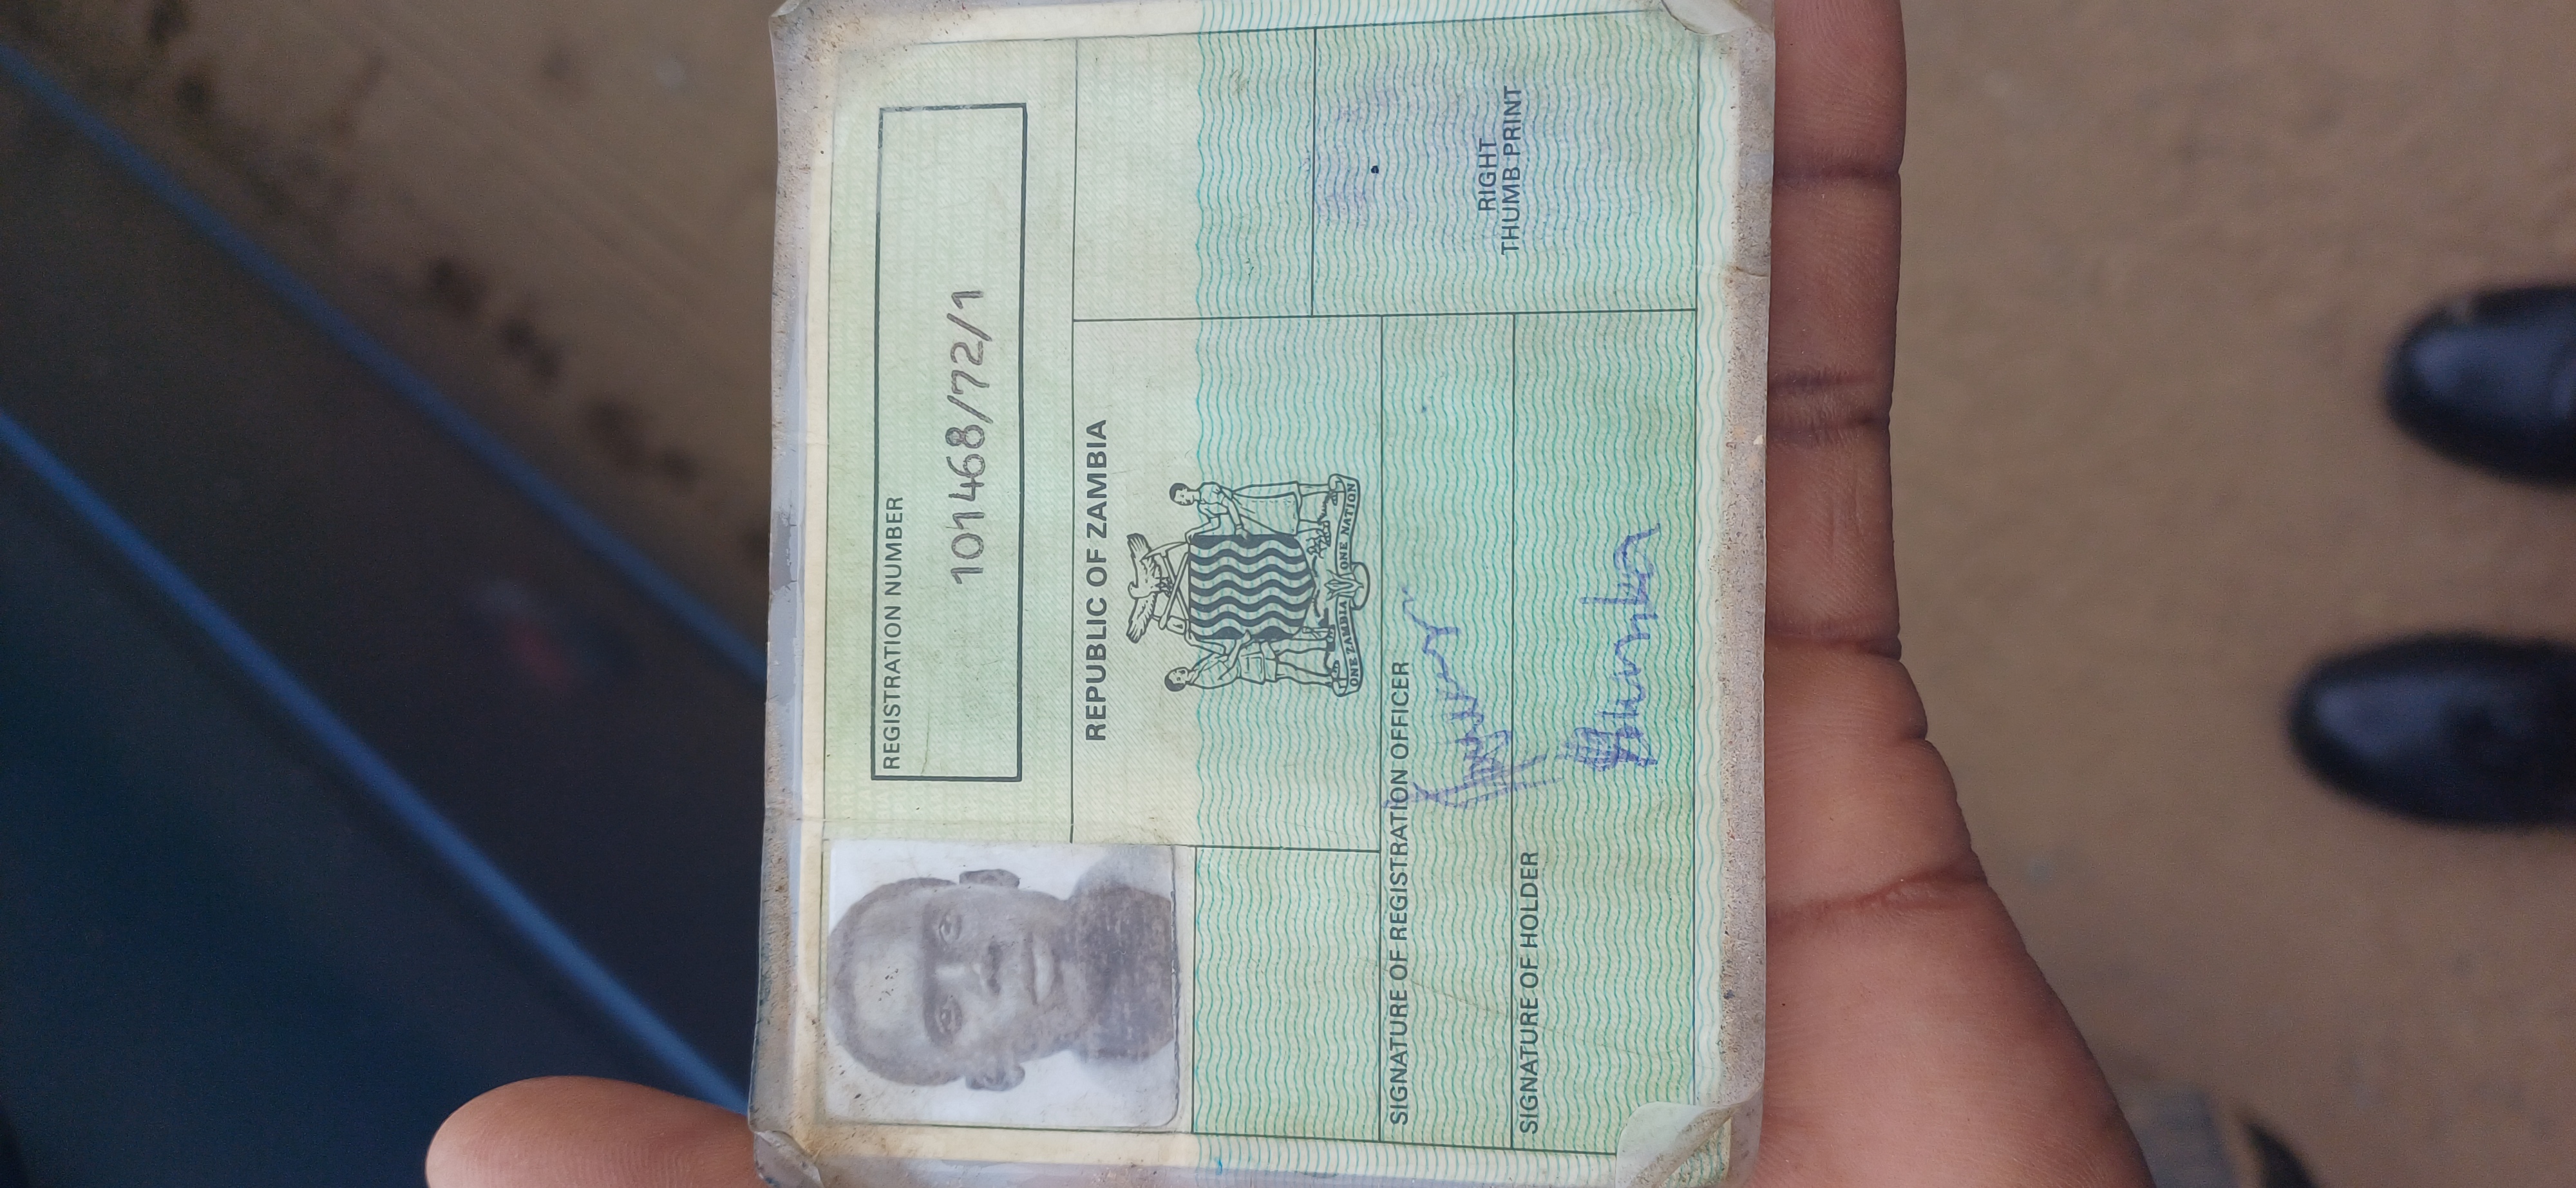 REGISTRATION NUMBER
101468/72/1
REPUBLIC OF ZAMBIA
ONE ZAMBIA ONE NATION
SIGNATURE OF REGISTRATION OFFICER
SIGNATURE OF HOLDER
RIGHT
THUMB PRINT